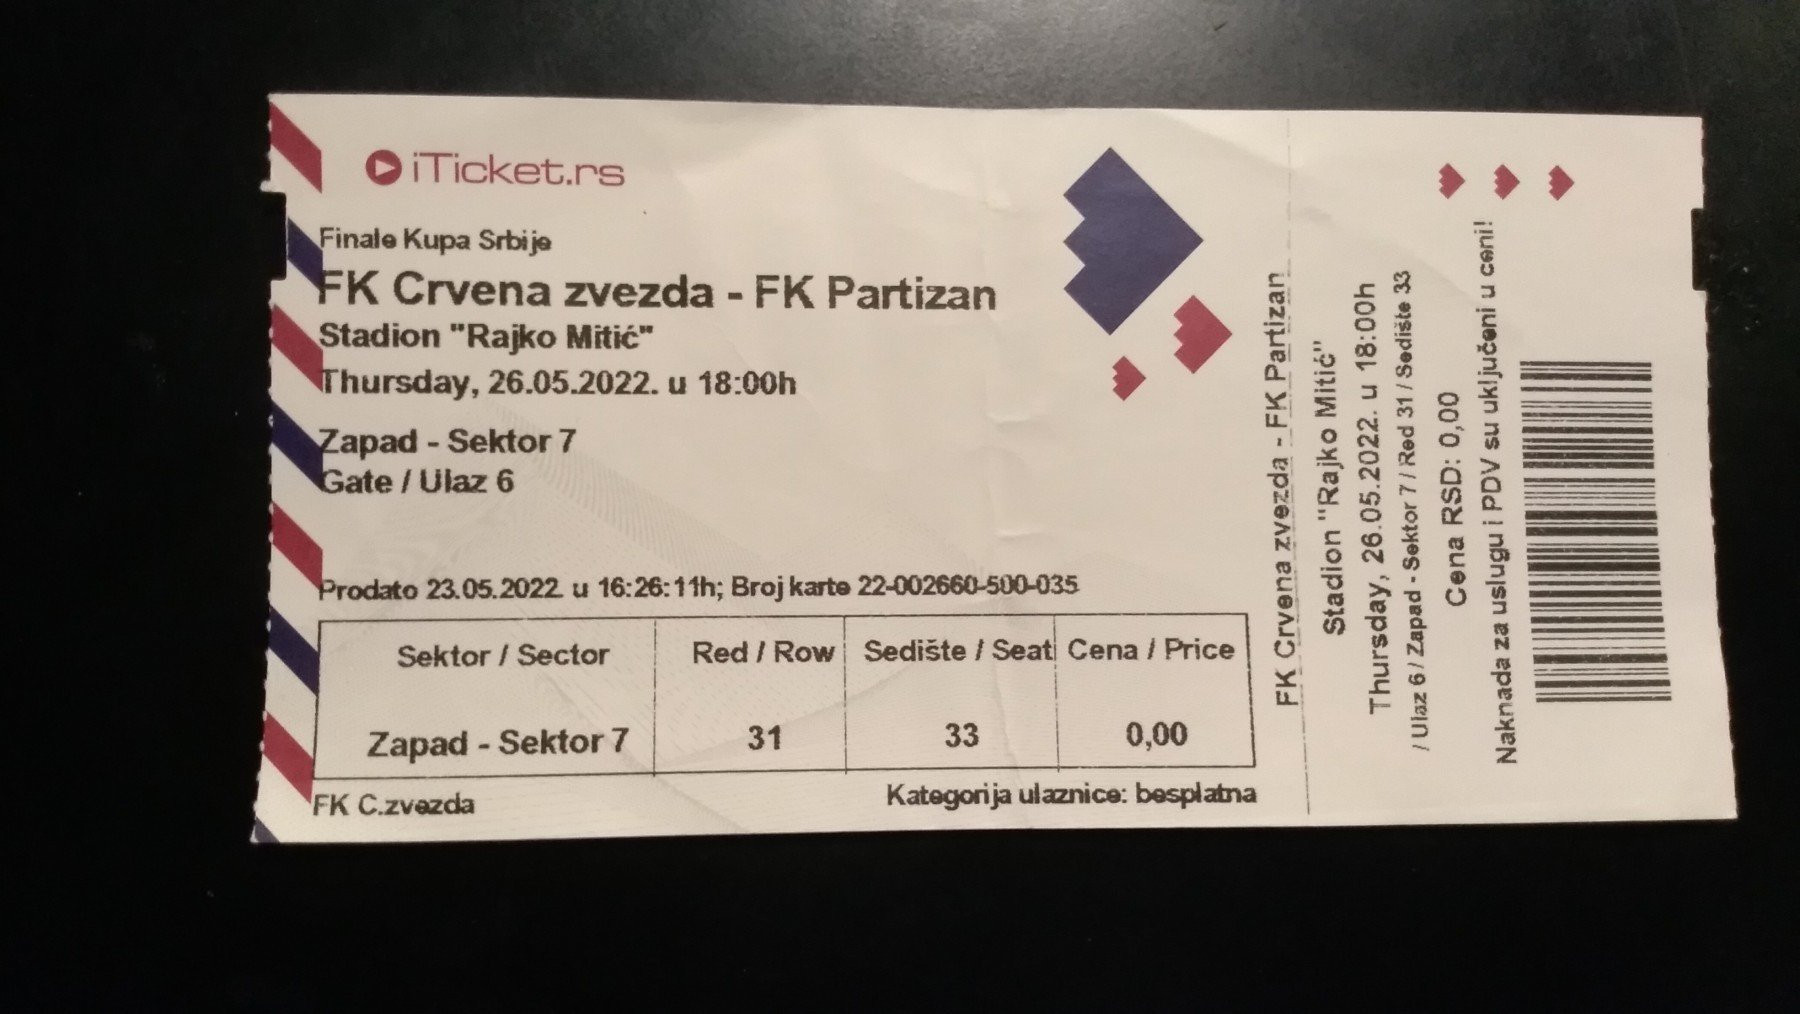 iTicket.rs
Finale Kupa Srbije
FK Crvena zvezda - FK Partizan
Stadion "Rajko Mitić"
Thursday, 26.05.2022. u 18:00h
Zapad - Sektor 7
Gate / Ulaz 6
Prodato 23.05.2022. u 16:26:11h; Broj karte 22-002660-500-035
Sektor / Sector Red / Row Sedište / Seat Cena / Price
Zapad - Sektor 7 31 33 0,00
FK C.zvezda Kategorija ulaznice: besplatna
FK Crvena zvezda - FK Partizan
Stadion "Rajko Mitić"
Thursday, 26.05.2022. u 18:00h
/ Ulaz 6 / Zapad - Sektor 7 / Red 31 / Sedište 33
Cena RSD: 0,00
Naknada za uslugu i PDV su uključeni u ceni!